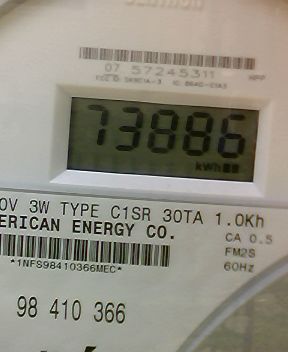 07 57245311
HPP
73886
kWh
0V 3W TYPE C1SR 30TA 1.0Kh
ERICAN ENERGY CO.
CA 0.5
FM2S
60Hz
*1NFS98410366MEC*
98 410 366